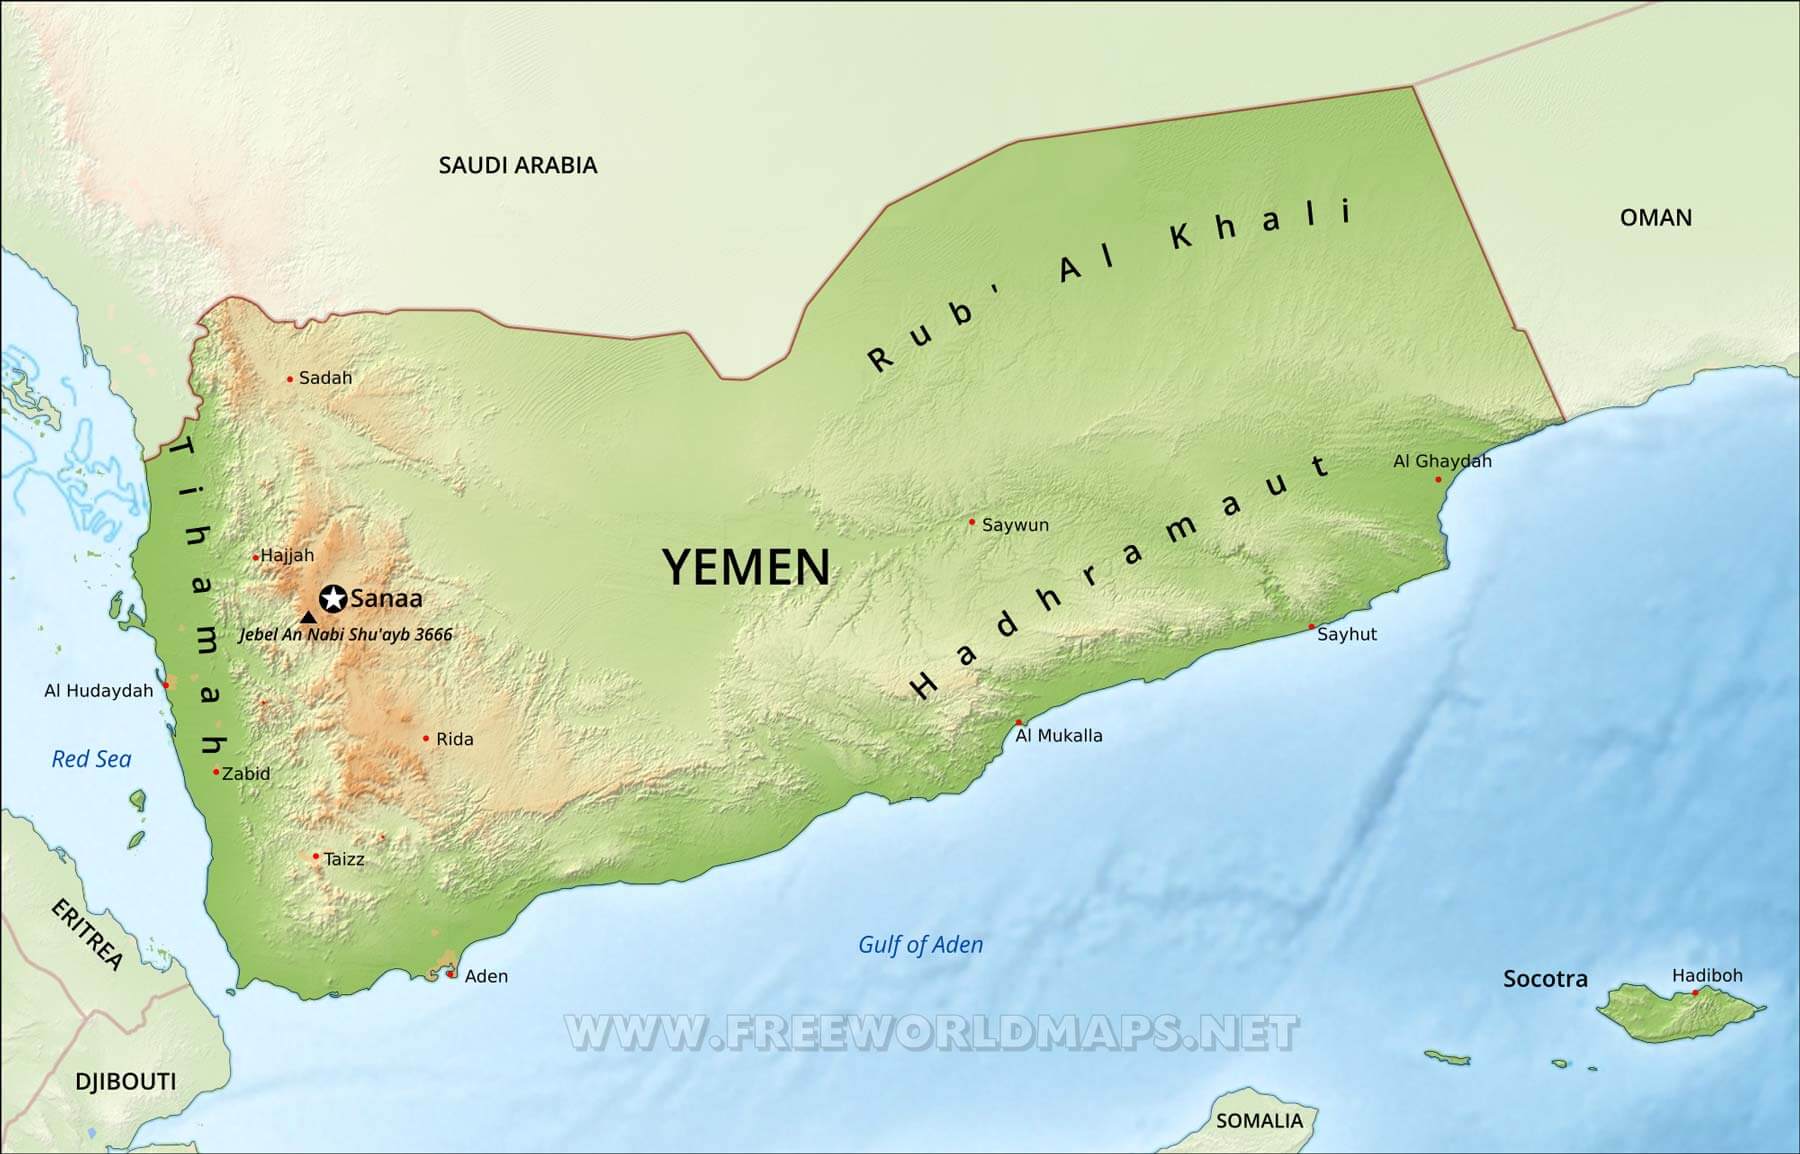 SAUDI ARABIA
OMAN
Rub' Al Khali
Sadah
Tihamah
Al Ghaydah
Hadhramaut
Saywun
Hajjah
YEMEN
Sanaa
Jebel An Nabi Shu'ayb 3666
Sayhut
Al Hudaydah
Al Mukalla
Rida
Red Sea
Zabid
Taizz
ERITREA
Gulf of Aden
Aden
Socotra
Hadiboh
WWW.FREEWORLDMAPS.NET
DJIBOUTI
SOMALIA